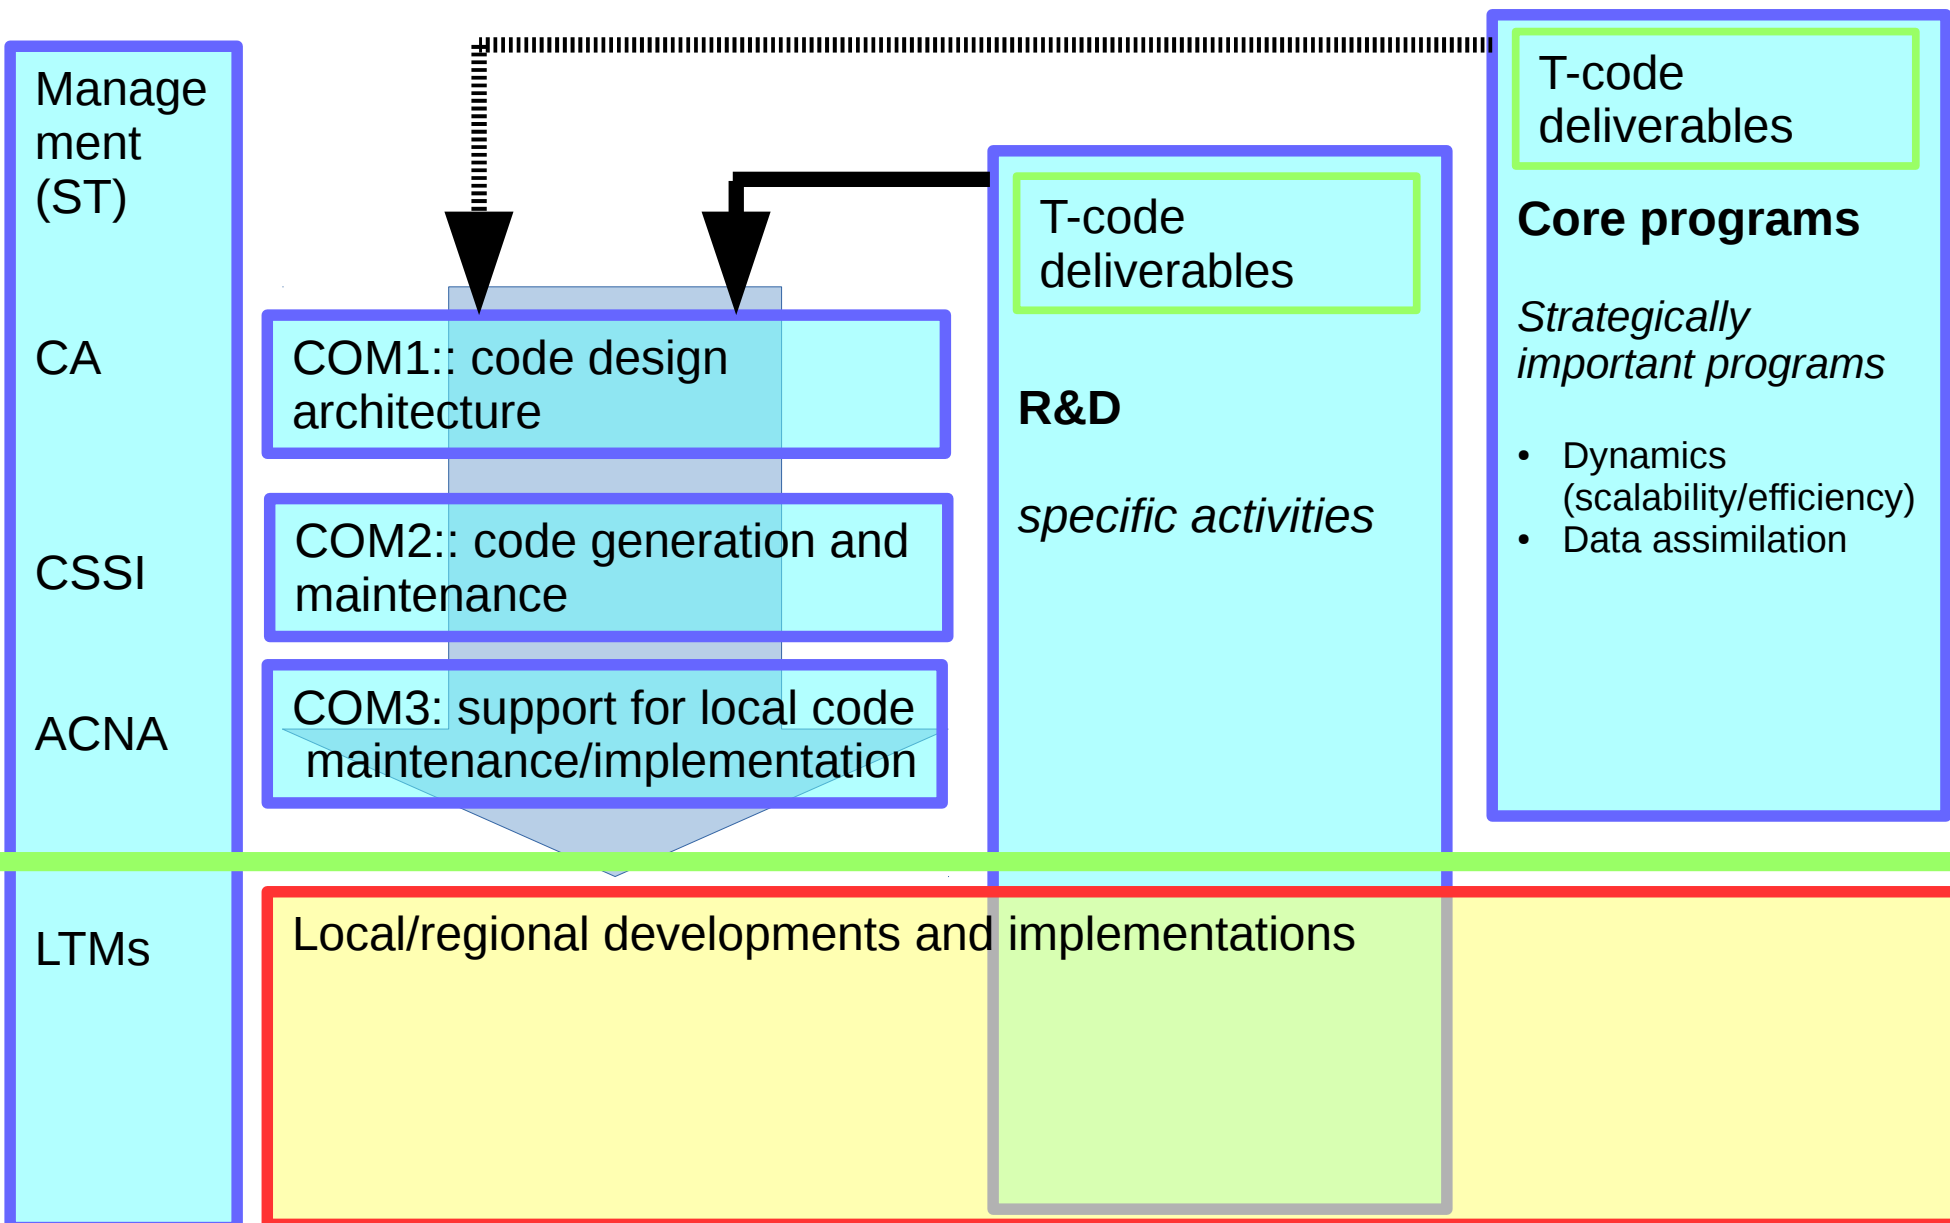 Manage
ment
(ST)
CA
CSSI
ACNA
LTMs
COM1:: code design
architecture
COM2:: code generation and
maintenance
COM3: support for local code
maintenance/implementation
T-code
deliverables
R&D
specific activities
T-code
deliverables
Core programs
Strategically
important programs
• Dynamics
(scalability/efficiency)
• Data assimilation
Local/regional developments and implementations